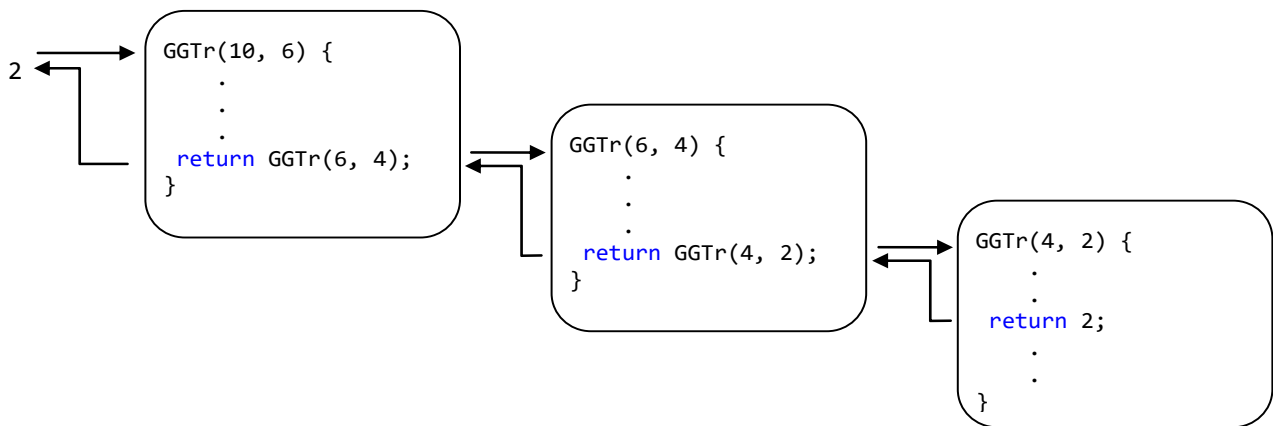 2
GGTr(10, 6) {
.
.
.
return GGTr(6, 4);
}
GGTr(6, 4) {
.
.
.
return GGTr(4, 2);
}
GGTr(4, 2) {
.
.
return 2;
.
.
}